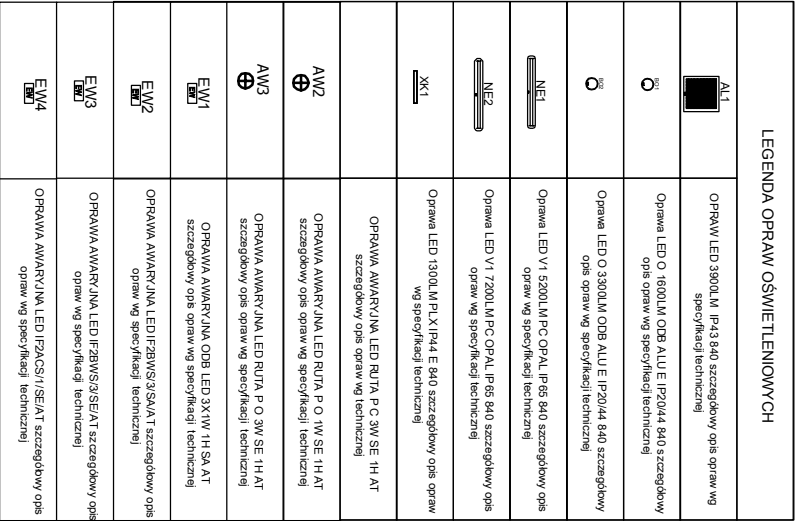 LEGENDA OPRAW OŚWIETLENIOWYCH
AL1
OPRAW LED 3900LM IP43 840 szczegółowy opis opraw wg
specyfikacji technicznej
B/01
Oprawa LED O 1600LM ODB ALU E IP20/44 840 szczegółowy
opis opraw wg specyfikacji technicznej
B/02
Oprawa LED O 3300LM ODB ALU E IP20/44 840 szczegółowy
opis opraw wg specyfikacji technicznej
NE1
Oprawa LED V1 5200LM PC OPAL IP65 840 szczegółowy opis
opraw wg specyfikacji technicznej
NE2
Oprawa LED V1 7200LM PC OPAL IP65 840 szczegółowy opis
opraw wg specyfikacji technicznej
XK1
Oprawa LED 1300LM PLX IP44 E 840 szczegółowy opis opraw
wg specyfikacji technicznej
OPRAWA AWARYJNA LED RUTA P C 3W SE 1H AT
szczegółowy opis opraw wg technicznej
AW2
OPRAWA AWARYJNA LED RUTA P O 1W SE 1H AT
szczegółowy opis opraw wg specyfikacji technicznej
AW3
OPRAWA AWARYJNA LED RUTA P O 3W SE 1H AT
szczegółowy opis opraw wg specyfikacji technicznej
EW1
EW
OPRAWA AWARYJNA ODB LED 3X1W 1H SA AT
szczegółowy opis opraw wg specyfikacji technicznej
EW2
EW
OPRAWA AWARYJNA LED IF2BWS/3/SA/AT szczegółowy opis
opraw wg specyfikacji technicznej
EW3
EW
OPRAWA AWARYJNA LED IF2BWS/3/SE/AT szczegółowy opis
opraw wg specyfikacji technicznej
EW4
EW
OPRAWA AWARYJNA LED IF2ACS/1/SE/AT szczegółowy opis
opraw wg specyfikacji technicznej